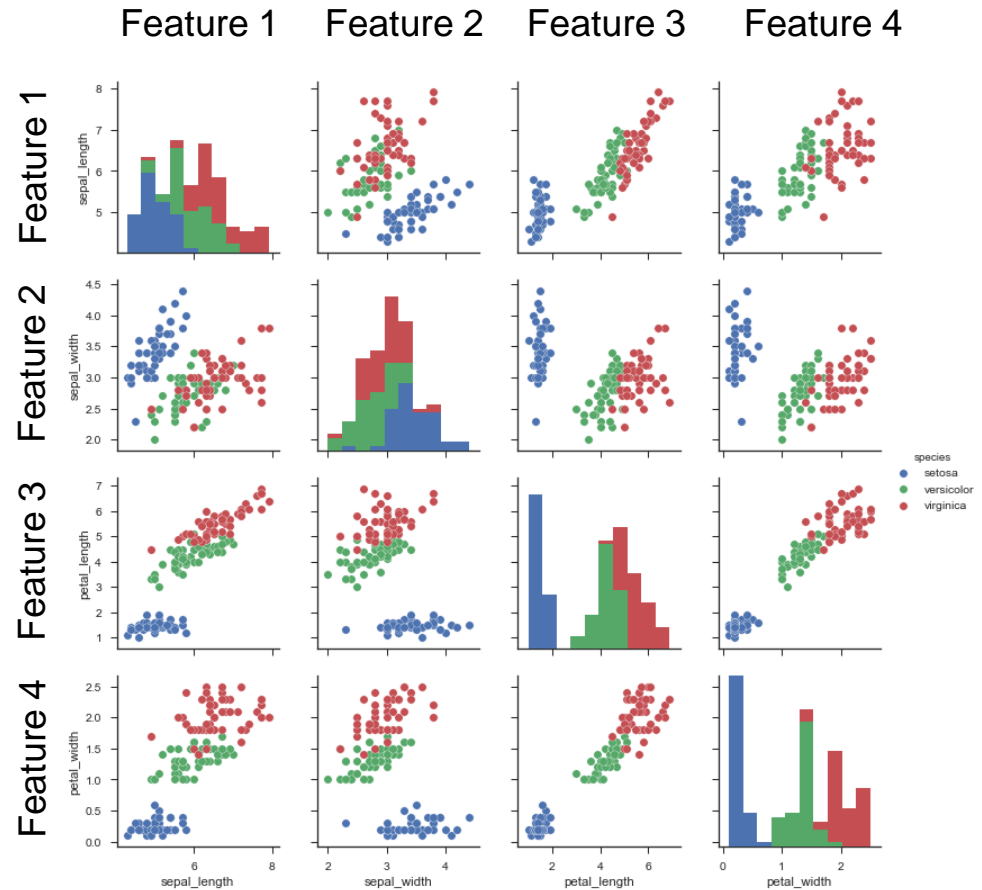 Feature 1 Feature 2 Feature 3 Feature 4
Feature 1
sepal_length
8
7
6
5
Feature 2
sepal_width
4.5
4.0
3.5
3.0
2.5
2.0
species
setosa
versicolor
virginica
Feature 3
petal_length
7
6
5
4
3
2
1
Feature 4
petal_width
2.5
2.0
1.5
1.0
0.5
0.0
6 8 2 3 4 2 4 6 0 1 2
sepal_length sepal_width petal_length petal_width